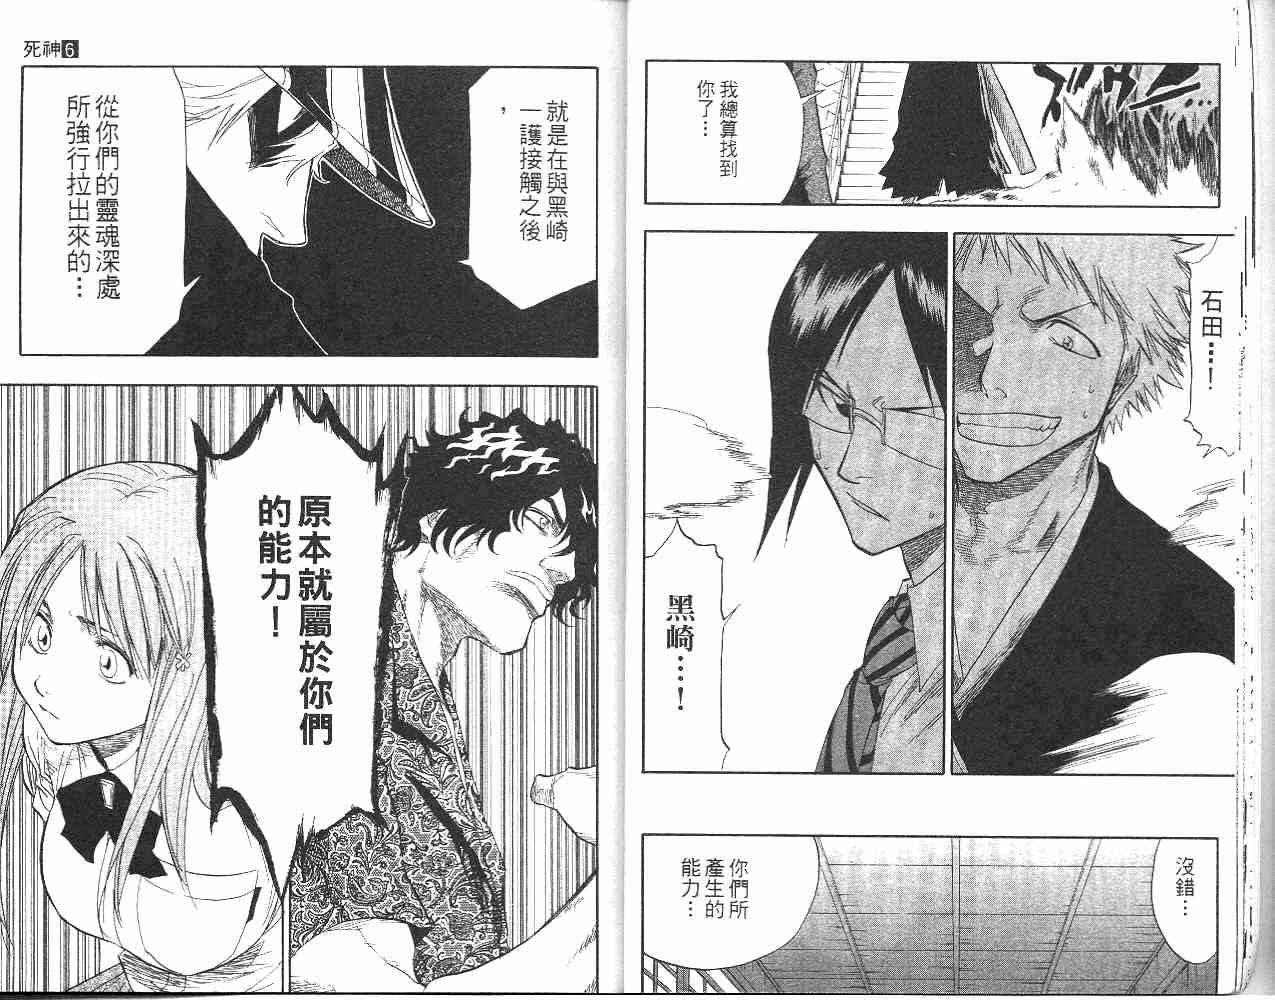 死神6
我總算找到
你了…
石田…！
黑崎…！
沒錯…
你們所
產生的
能力…
就是在與黑崎
一護接觸之後
，
從你們的靈魂深處
所強行拉出來的…
原本就屬於你們
的能力！